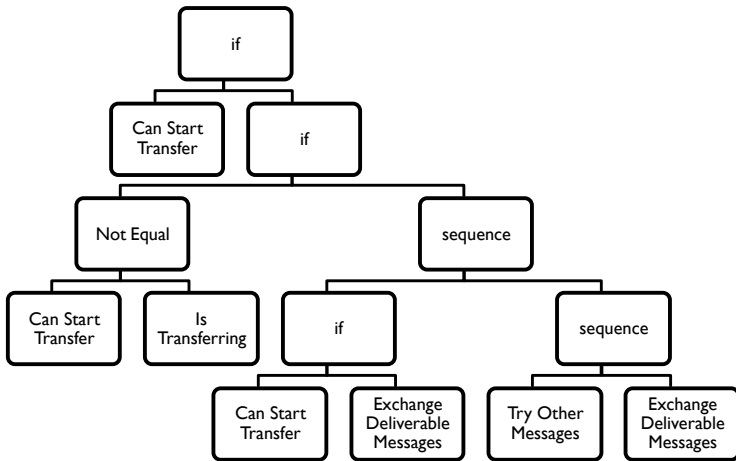 if
Can Start
Transfer
if
Not Equal
sequence
Can Start
Transfer
Is
Transferring
if
sequence
Can Start
Transfer
Exchange
Deliverable
Messages
Try Other
Messages
Exchange
Deliverable
Messages